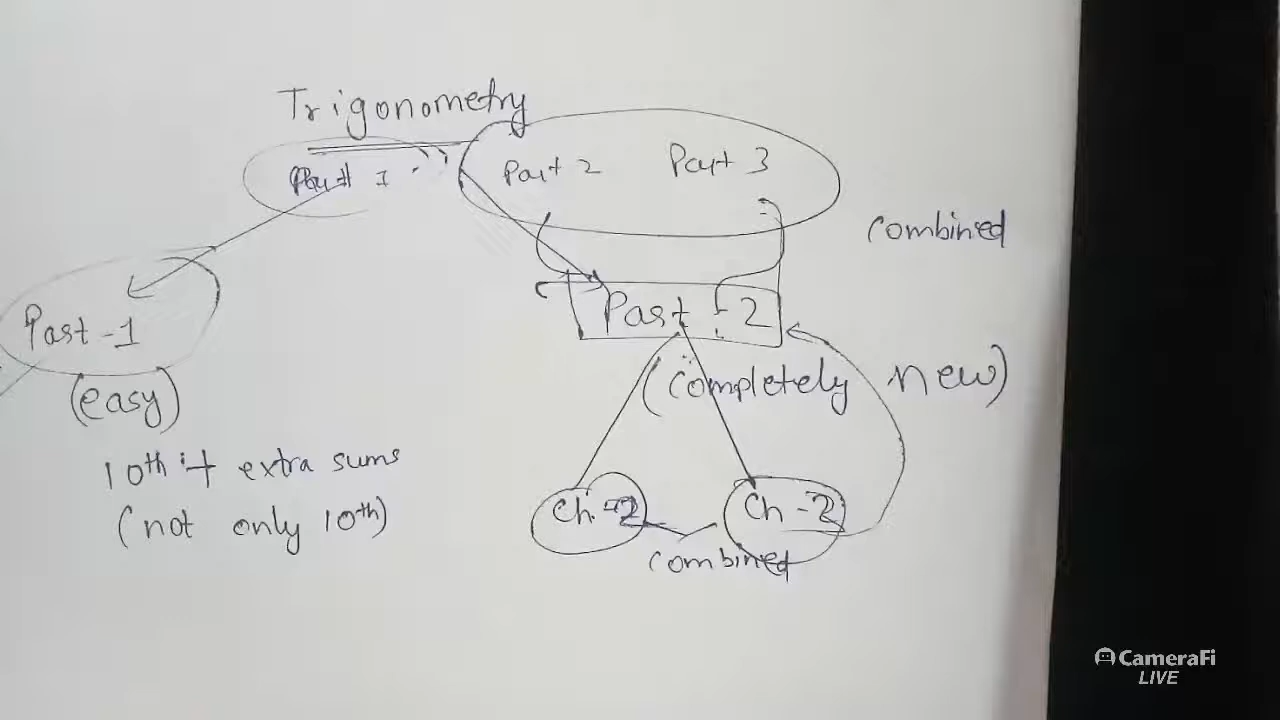 Trigonometry
Part 1 Part 2 Part 3
combined
Part - 2
Part - 1
(completely new)
(easy)
10th + extra sums
(not only 10th)
Ch - 2 Ch - 2
combined
CameraFi
LIVE